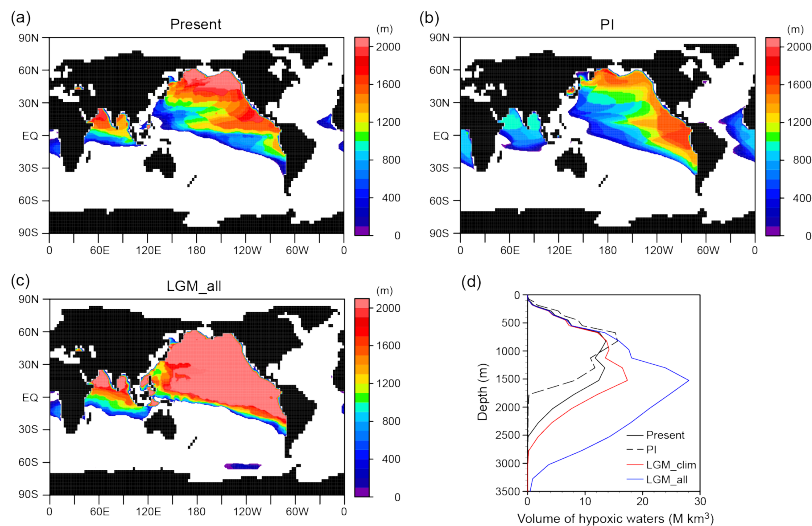 (a) Present (m)
90N
60N
30N
EQ
30S
60S
90S
0 60E 120E 180 120W 60W 0
2000
1600
1200
800
400
0
(b) PI (m)
90N
60N
30N
EQ
30S
60S
90S
0 60E 120E 180 120W 60W 0
2000
1600
1200
800
400
0
(c) LGM_all (m)
90N
60N
30N
EQ
30S
60S
90S
0 60E 120E 180 120W 60W 0
2000
1600
1200
800
400
0
(d)
0
500
1000
1500
2000
2500
3000
3500
Depth (m)
Present
PI
LGM_clim
LGM_all
0 10 20 30
Volume of hypoxic waters (M km³)